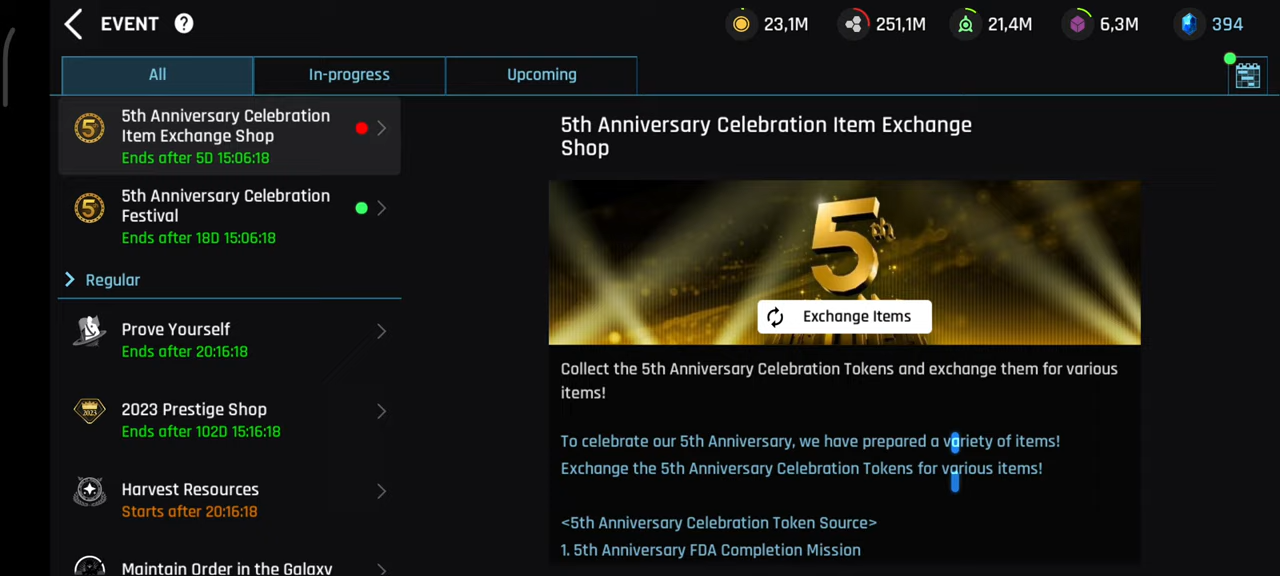 EVENT ?
23,1M
251,1M
21,4M
6,3M
394
All
In-progress
Upcoming
5th Anniversary Celebration
Item Exchange Shop
Ends after 5D 15:06:18
5th Anniversary Celebration
Festival
Ends after 18D 15:06:18
Regular
Prove Yourself
Ends after 20:16:18
2023 Prestige Shop
Ends after 102D 15:16:18
Harvest Resources
Starts after 20:16:18
Maintain Order in the Galaxy
5th Anniversary Celebration Item Exchange
Shop
5th
Exchange Items
Collect the 5th Anniversary Celebration Tokens and exchange them for various
items!
To celebrate our 5th Anniversary, we have prepared a variety of items!
Exchange the 5th Anniversary Celebration Tokens for various items!
<5th Anniversary Celebration Token Source>
1. 5th Anniversary FDA Completion Mission